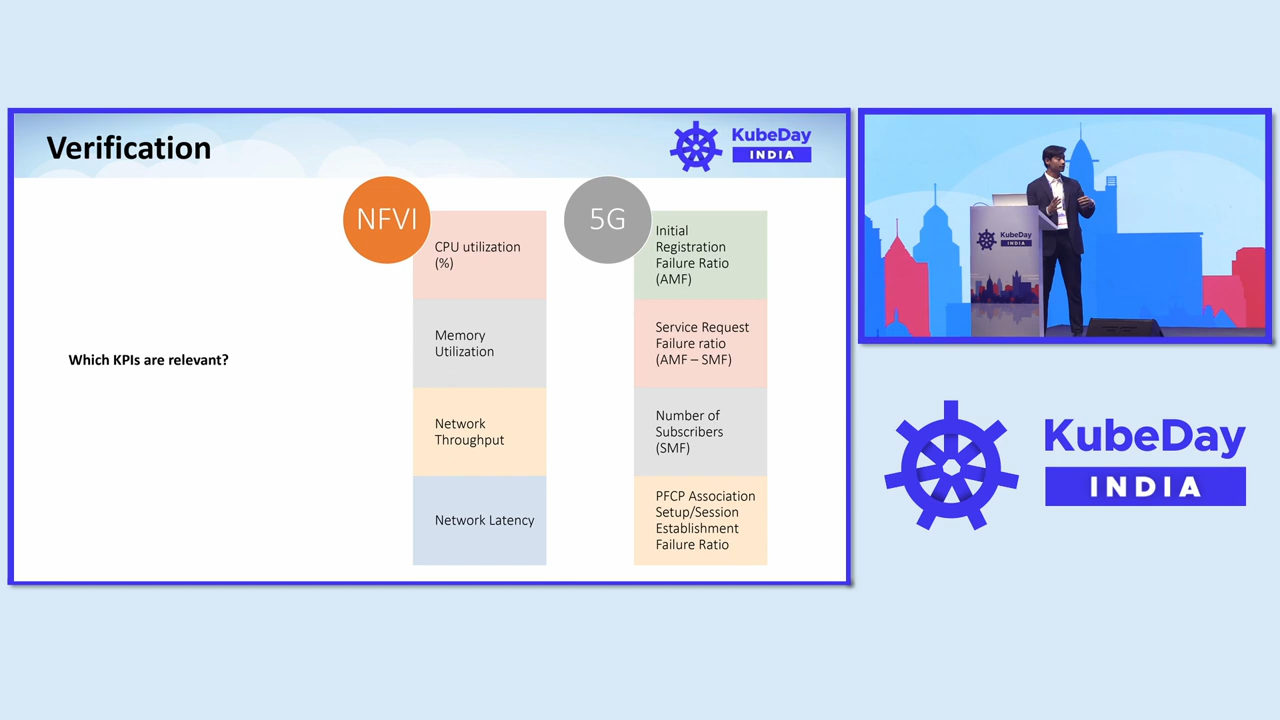 Verification
KubeDay
INDIA
Which KPIs are relevant?
NFVI
CPU utilization
(%)
Memory
Utilization
Network
Throughput
Network Latency
5G
Initial
Registration
Failure Ratio
(AMF)
Service Request
Failure ratio
(AMF – SMF)
Number of
Subscribers
(SMF)
PFCP Association
Setup/Session
Establishment
Failure Ratio
KubeDay
INDIA
KubeDay
INDIA